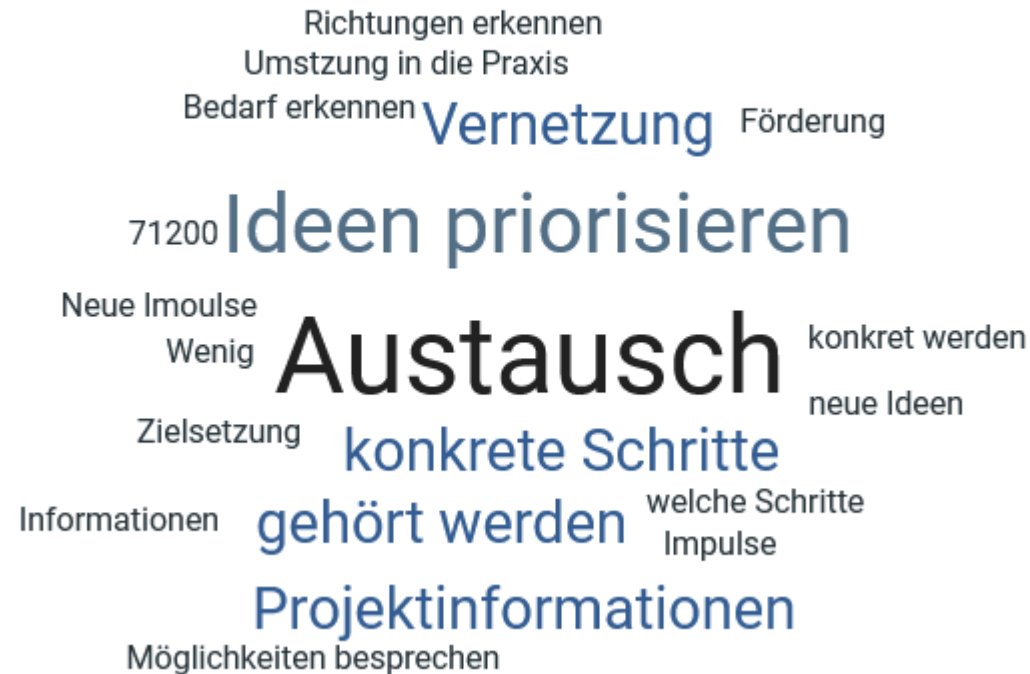 Richtungen erkennen
Umstzung in die Praxis
Bedarf erkennen
Vernetzung
Förderung
71200
Ideen priorisieren
Neue Imoulse
Wenig
Austausch
konkret werden
neue Ideen
Zielsetzung
konkrete Schritte
Informationen
gehört werden
welche Schritte
Impulse
Projektinformationen
Möglichkeiten besprechen